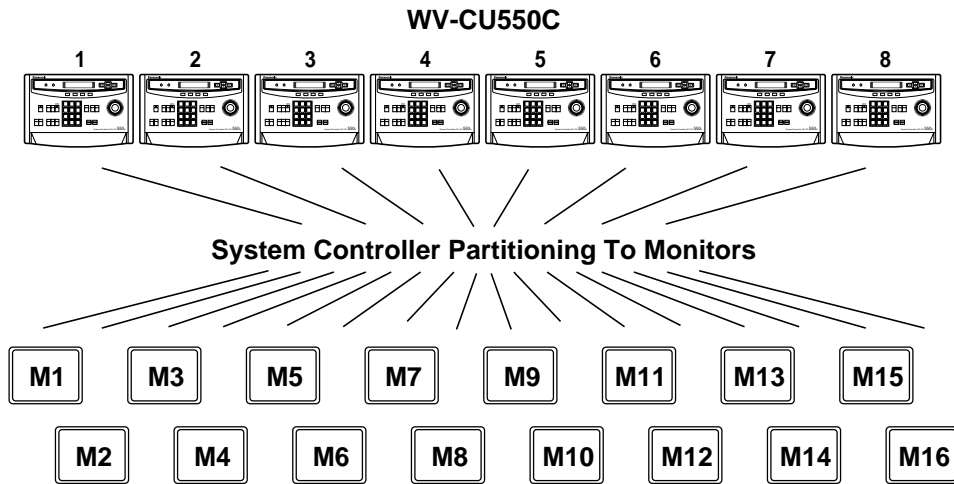 WV-CU550C
1 2 3 4 5 6 7 8
System Controller Partitioning To Monitors
M1 M3 M5 M7 M9 M11 M13 M15
M2 M4 M6 M8 M10 M12 M14 M16